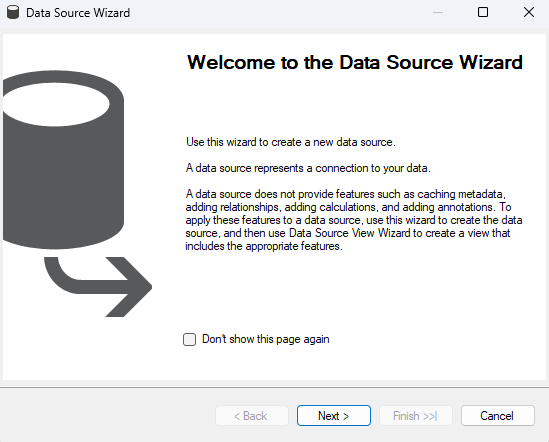 Data Source Wizard
Welcome to the Data Source Wizard
Use this wizard to create a new data source.
A data source represents a connection to your data.
A data source does not provide features such as caching metadata,
adding relationships, adding calculations, and adding annotations. To
apply these features to a data source, use this wizard to create the data
source, and then use Data Source View Wizard to create a view that
includes the appropriate features.
Don't show this page again
< Back
Next >
Finish >>|
Cancel